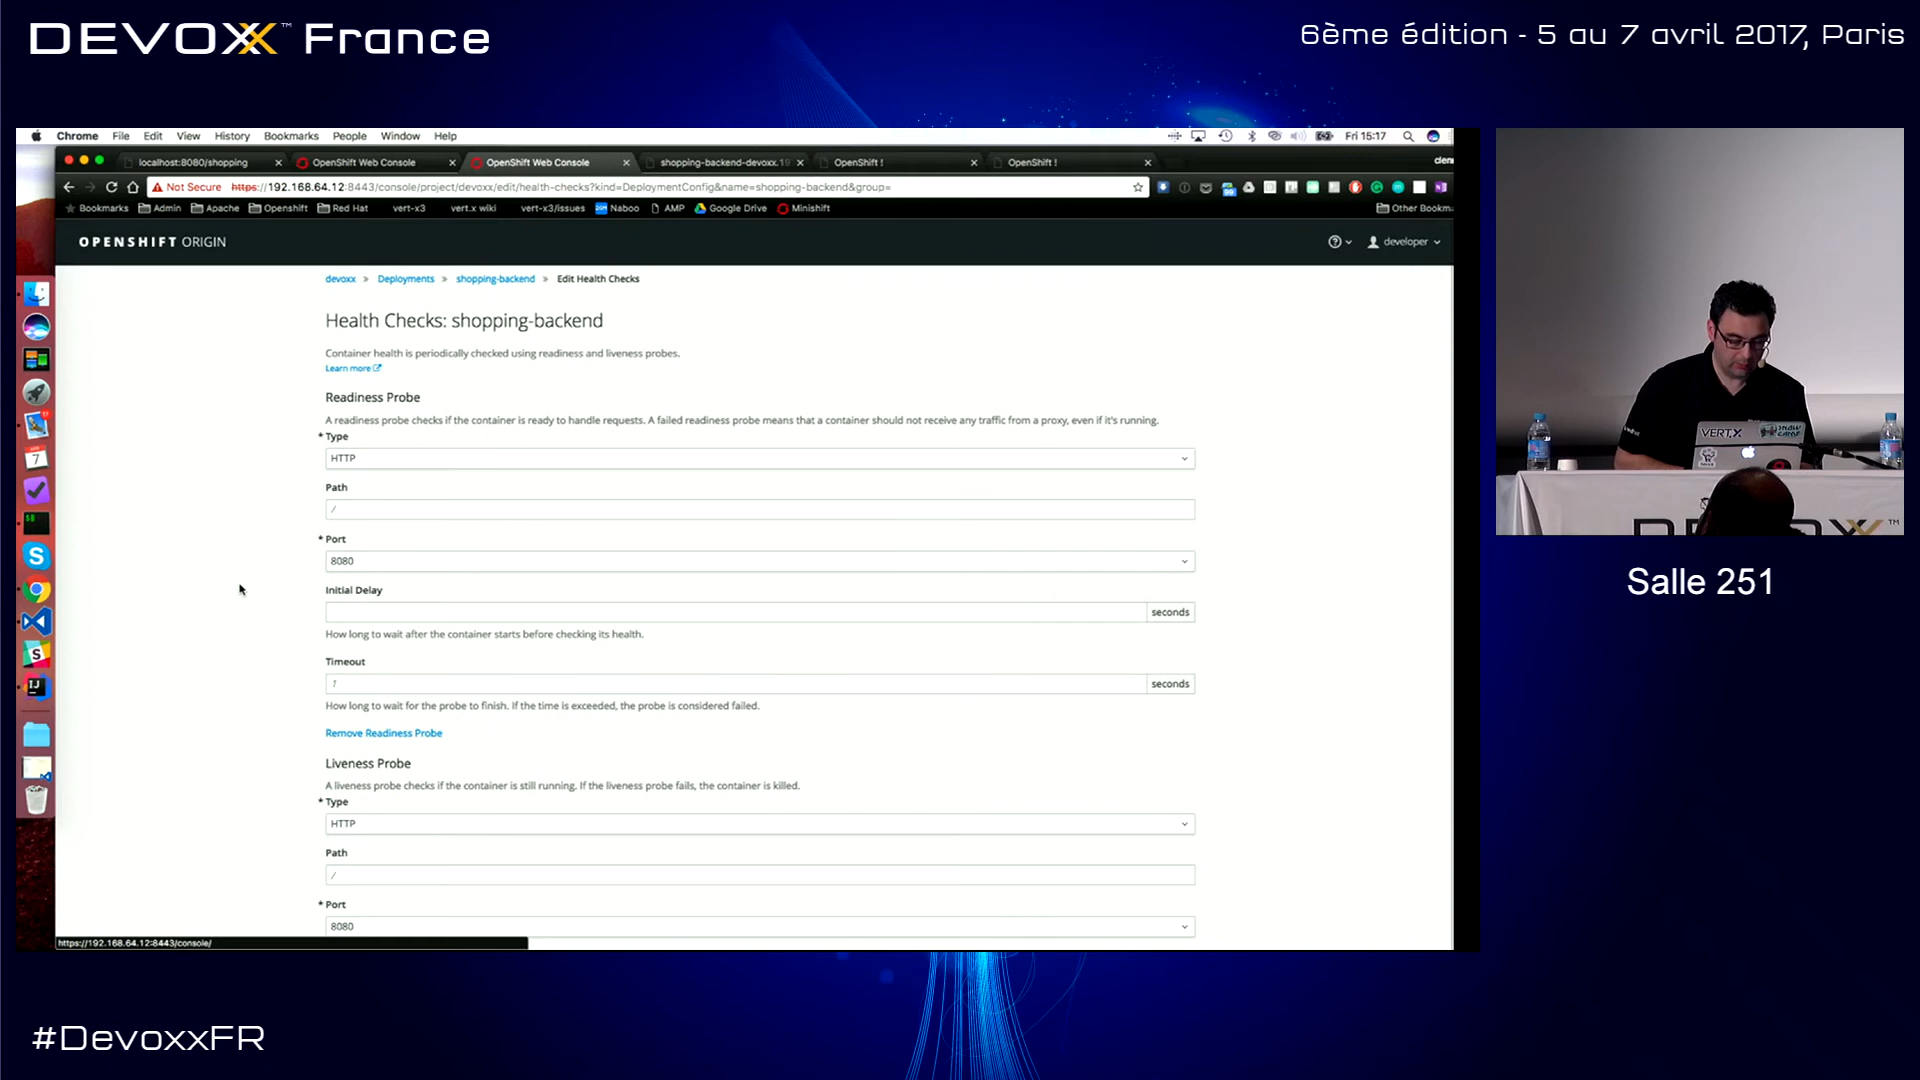 DEVOXX™ France
6ème édition - 5 au 7 avril 2017, Paris
Chrome File Edit View History Bookmarks People Window Help
Fri 15:17
localhost:8080/shopping
OpenShift Web Console
OpenShift Web Console
shopping-backend-devoxx.19
OpenShift !
OpenShift !
Not Secure https://192.168.64.12:8443/console/project/devoxx/edit/health-checks?kind=DeploymentConfig&name=shopping-backend&group=
Bookmarks Admin Apache Openshift Red Hat vert-x3 vert.x wiki vert-x3/issues Naboo AMP Google Drive Minishift Other Bookm
OPENSHIFT ORIGIN
developer
devoxx » Deployments » shopping-backend » Edit Health Checks
Health Checks: shopping-backend
Container health is periodically checked using readiness and liveness probes.
Learn more
Readiness Probe
A readiness probe checks if the container is ready to handle requests. A failed readiness probe means that a container should not receive any traffic from a proxy, even if it's running.
* Type
HTTP
Path
/
* Port
8080
Initial Delay
seconds
How long to wait after the container starts before checking its health.
Timeout
1
seconds
How long to wait for the probe to finish. If the time is exceeded, the probe is considered failed.
Remove Readiness Probe
Liveness Probe
A liveness probe checks if the container is still running. If the liveness probe fails, the container is killed.
* Type
HTTP
Path
/
* Port
8080
https://192.168.64.12:8443/console/
VERT.X
Salle 251
#DevoxxFR